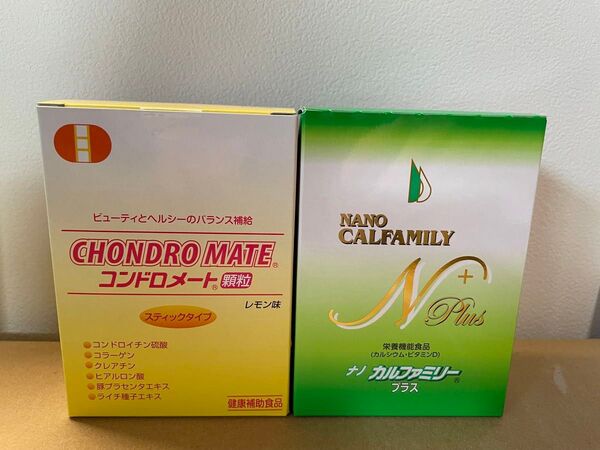 ビューティとヘルシーのバランス補給
CHONDRO MATE®
コンドロメート® 顆粒
レモン味
スティックタイプ
コンドロイチン硫酸
コラーゲン
クレアチン
ヒアルロン酸
豚プラセンタエキス
ライチ種子エキス
健康補助食品
NANO
CALFAMILY
N+
Plus
栄養機能食品
(カルシウム・ビタミンD)
ナノ カルファミリー®
プラス